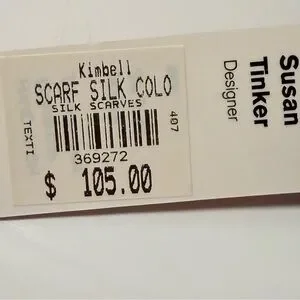 Kimbell
SCARF SILK COLO
SILK SCARVES
TEXTI
407
369272
$ 105.00
Susan
Tinker
Designer